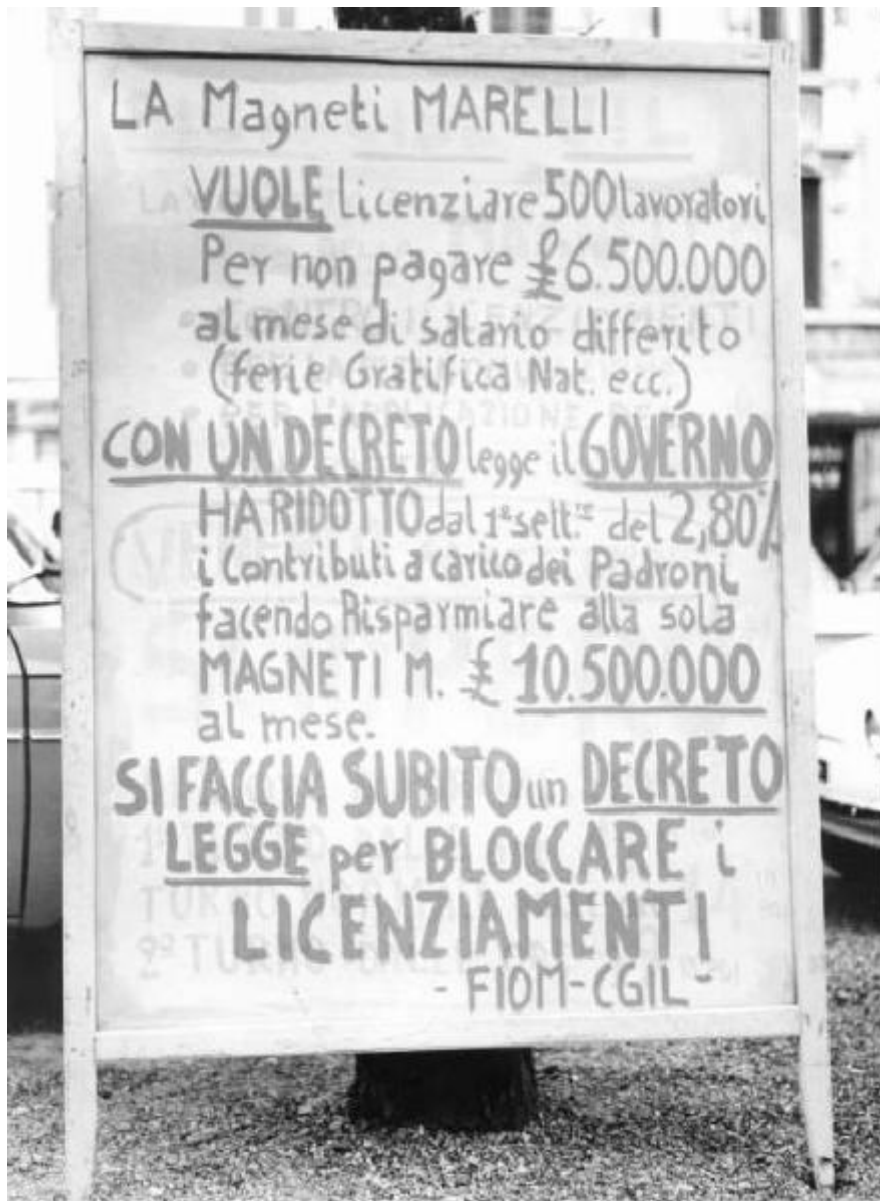 LA Magneti MARELLI
VUOLE Licenziare 500 lavoratori
Per non pagare £ 6.500.000
al mese di salario differito
(ferie Gratifica Nat. ecc.)
CON UN DECRETO legge il GOVERNO
HA RIDOTTO dal 1º sett.re del 2,80%
i Contributi a carico dei Padroni
facendo Risparmiare alla sola
MAGNETI M. £ 10.500.000
al mese.
SI FACCIA SUBITO un DECRETO
LEGGE per BLOCCARE i
LICENZIAMENTI
- FIOM-CGIL -